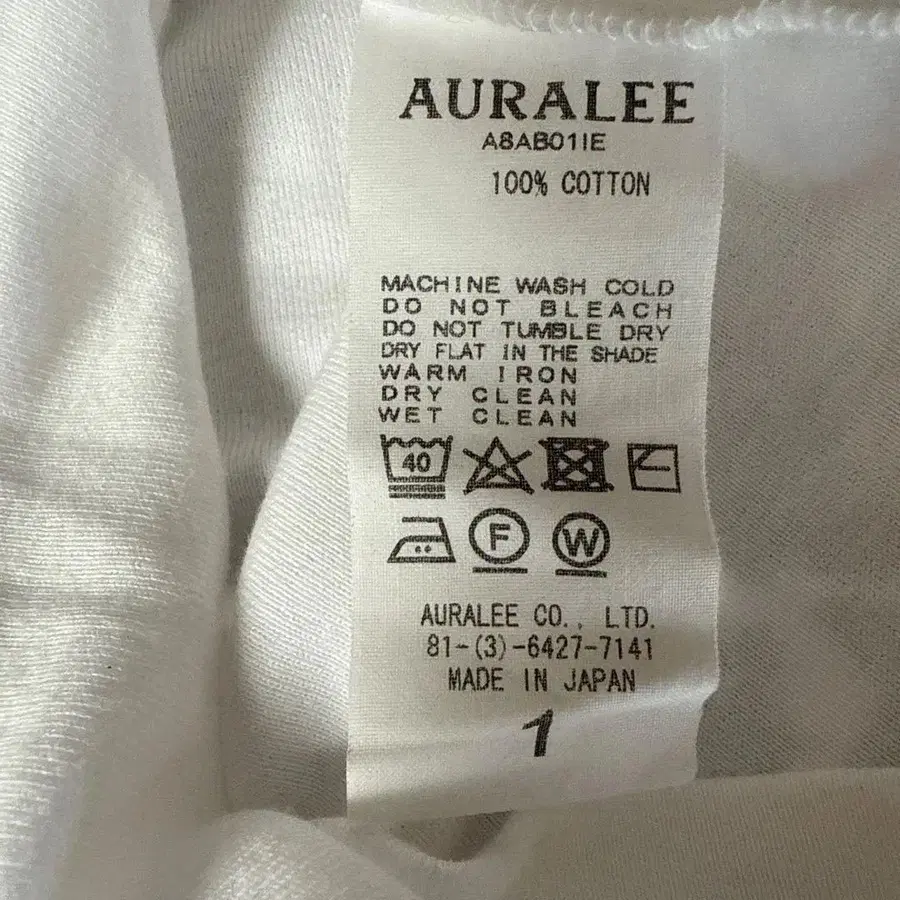 AURALEE
A8AB01IE
100% COTTON
MACHINE WASH COLD
DO NOT BLEACH
DO NOT TUMBLE DRY
DRY FLAT IN THE SHADE
WARM IRON
DRY CLEAN
WET CLEAN
40
F W
AURALEE CO., LTD.
81-(3)-6427-7141
MADE IN JAPAN
1